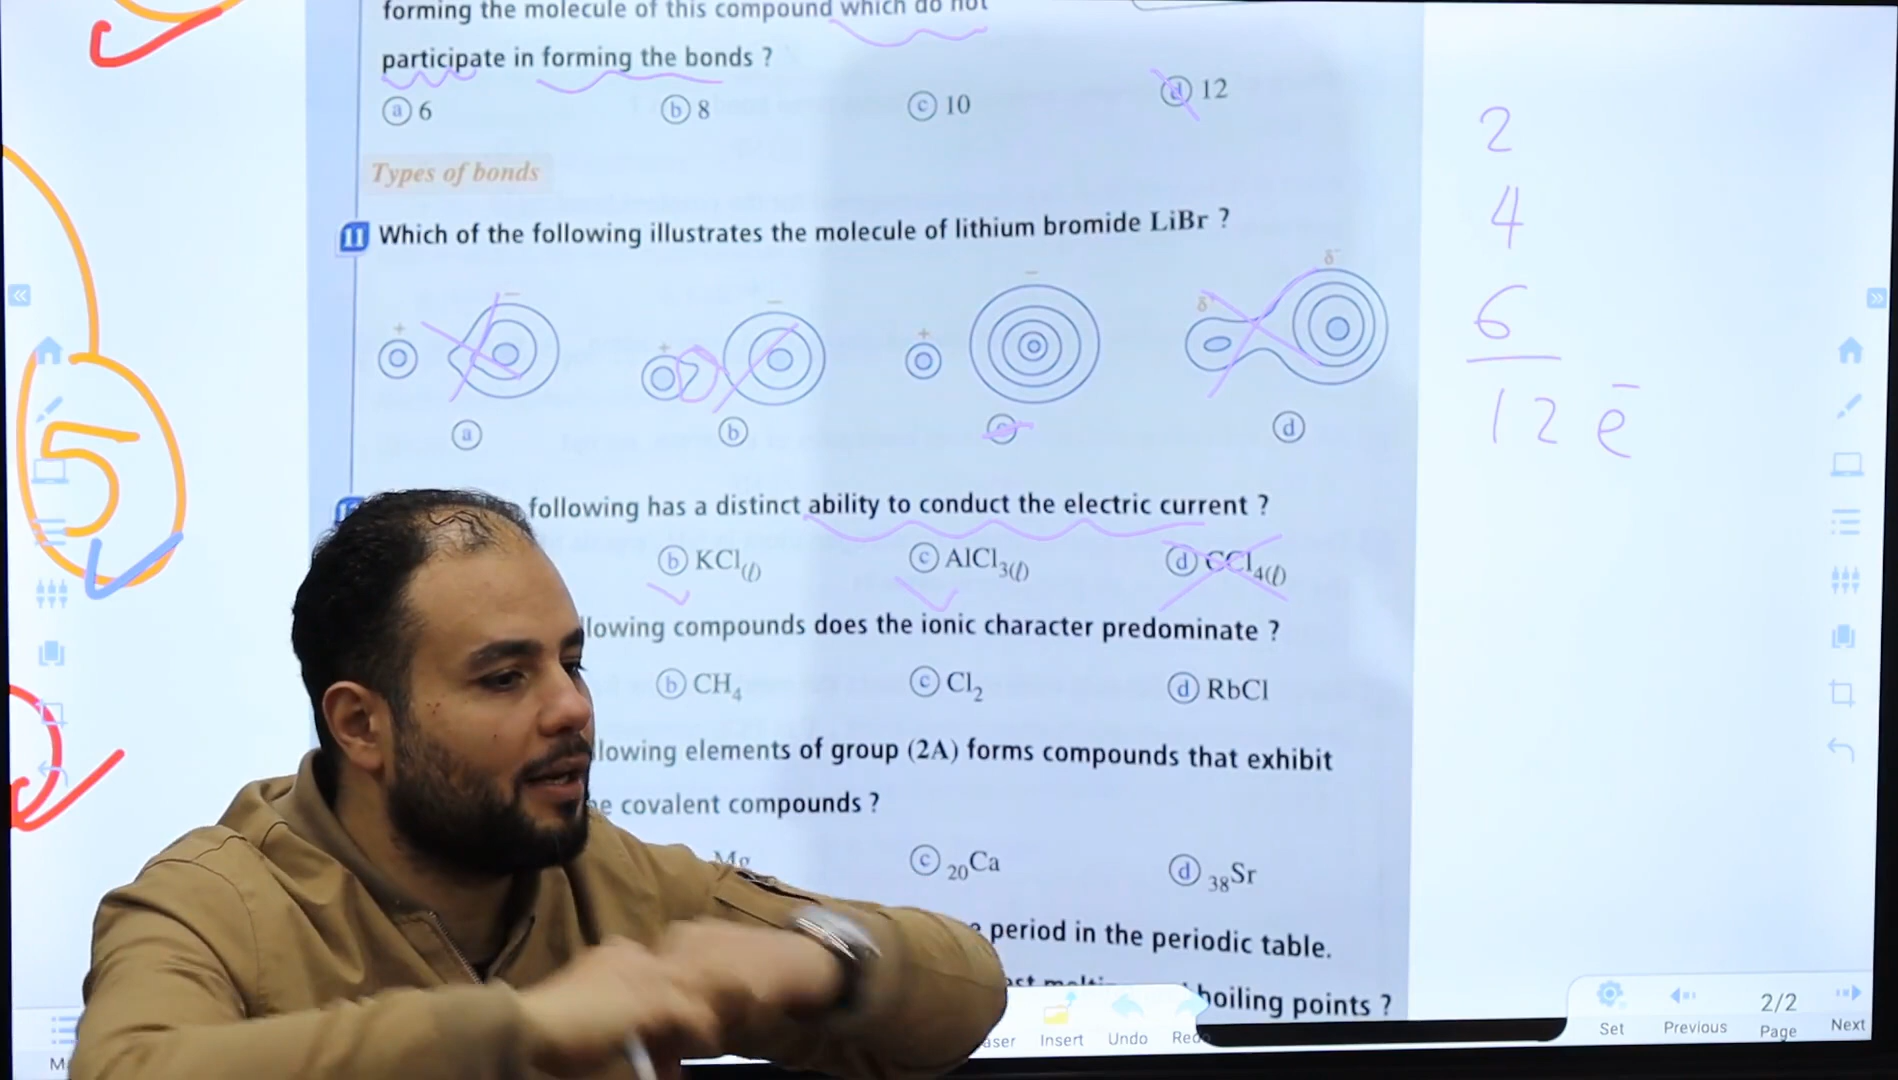 forming the molecule of this compound which do not
participate in forming the bonds ?
a 6 b 8 c 10 d 12
Types of bonds
11 Which of the following illustrates the molecule of lithium bromide LiBr ?
+ − + − + − δ+ δ−
a b c d
following has a distinct ability to conduct the electric current ?
b KCl(l) c AlCl3(l) d CCl4(l)
lowing compounds does the ionic character predominate ?
b CH4 c Cl2 d RbCl
lowing elements of group (2A) forms compounds that exhibit
covalent compounds ?
Mg c 20Ca d 38Sr
period in the periodic table.
boiling points ?
2
4
6
12 e−
5
Insert Undo
Set Previous 2/2 Page Next